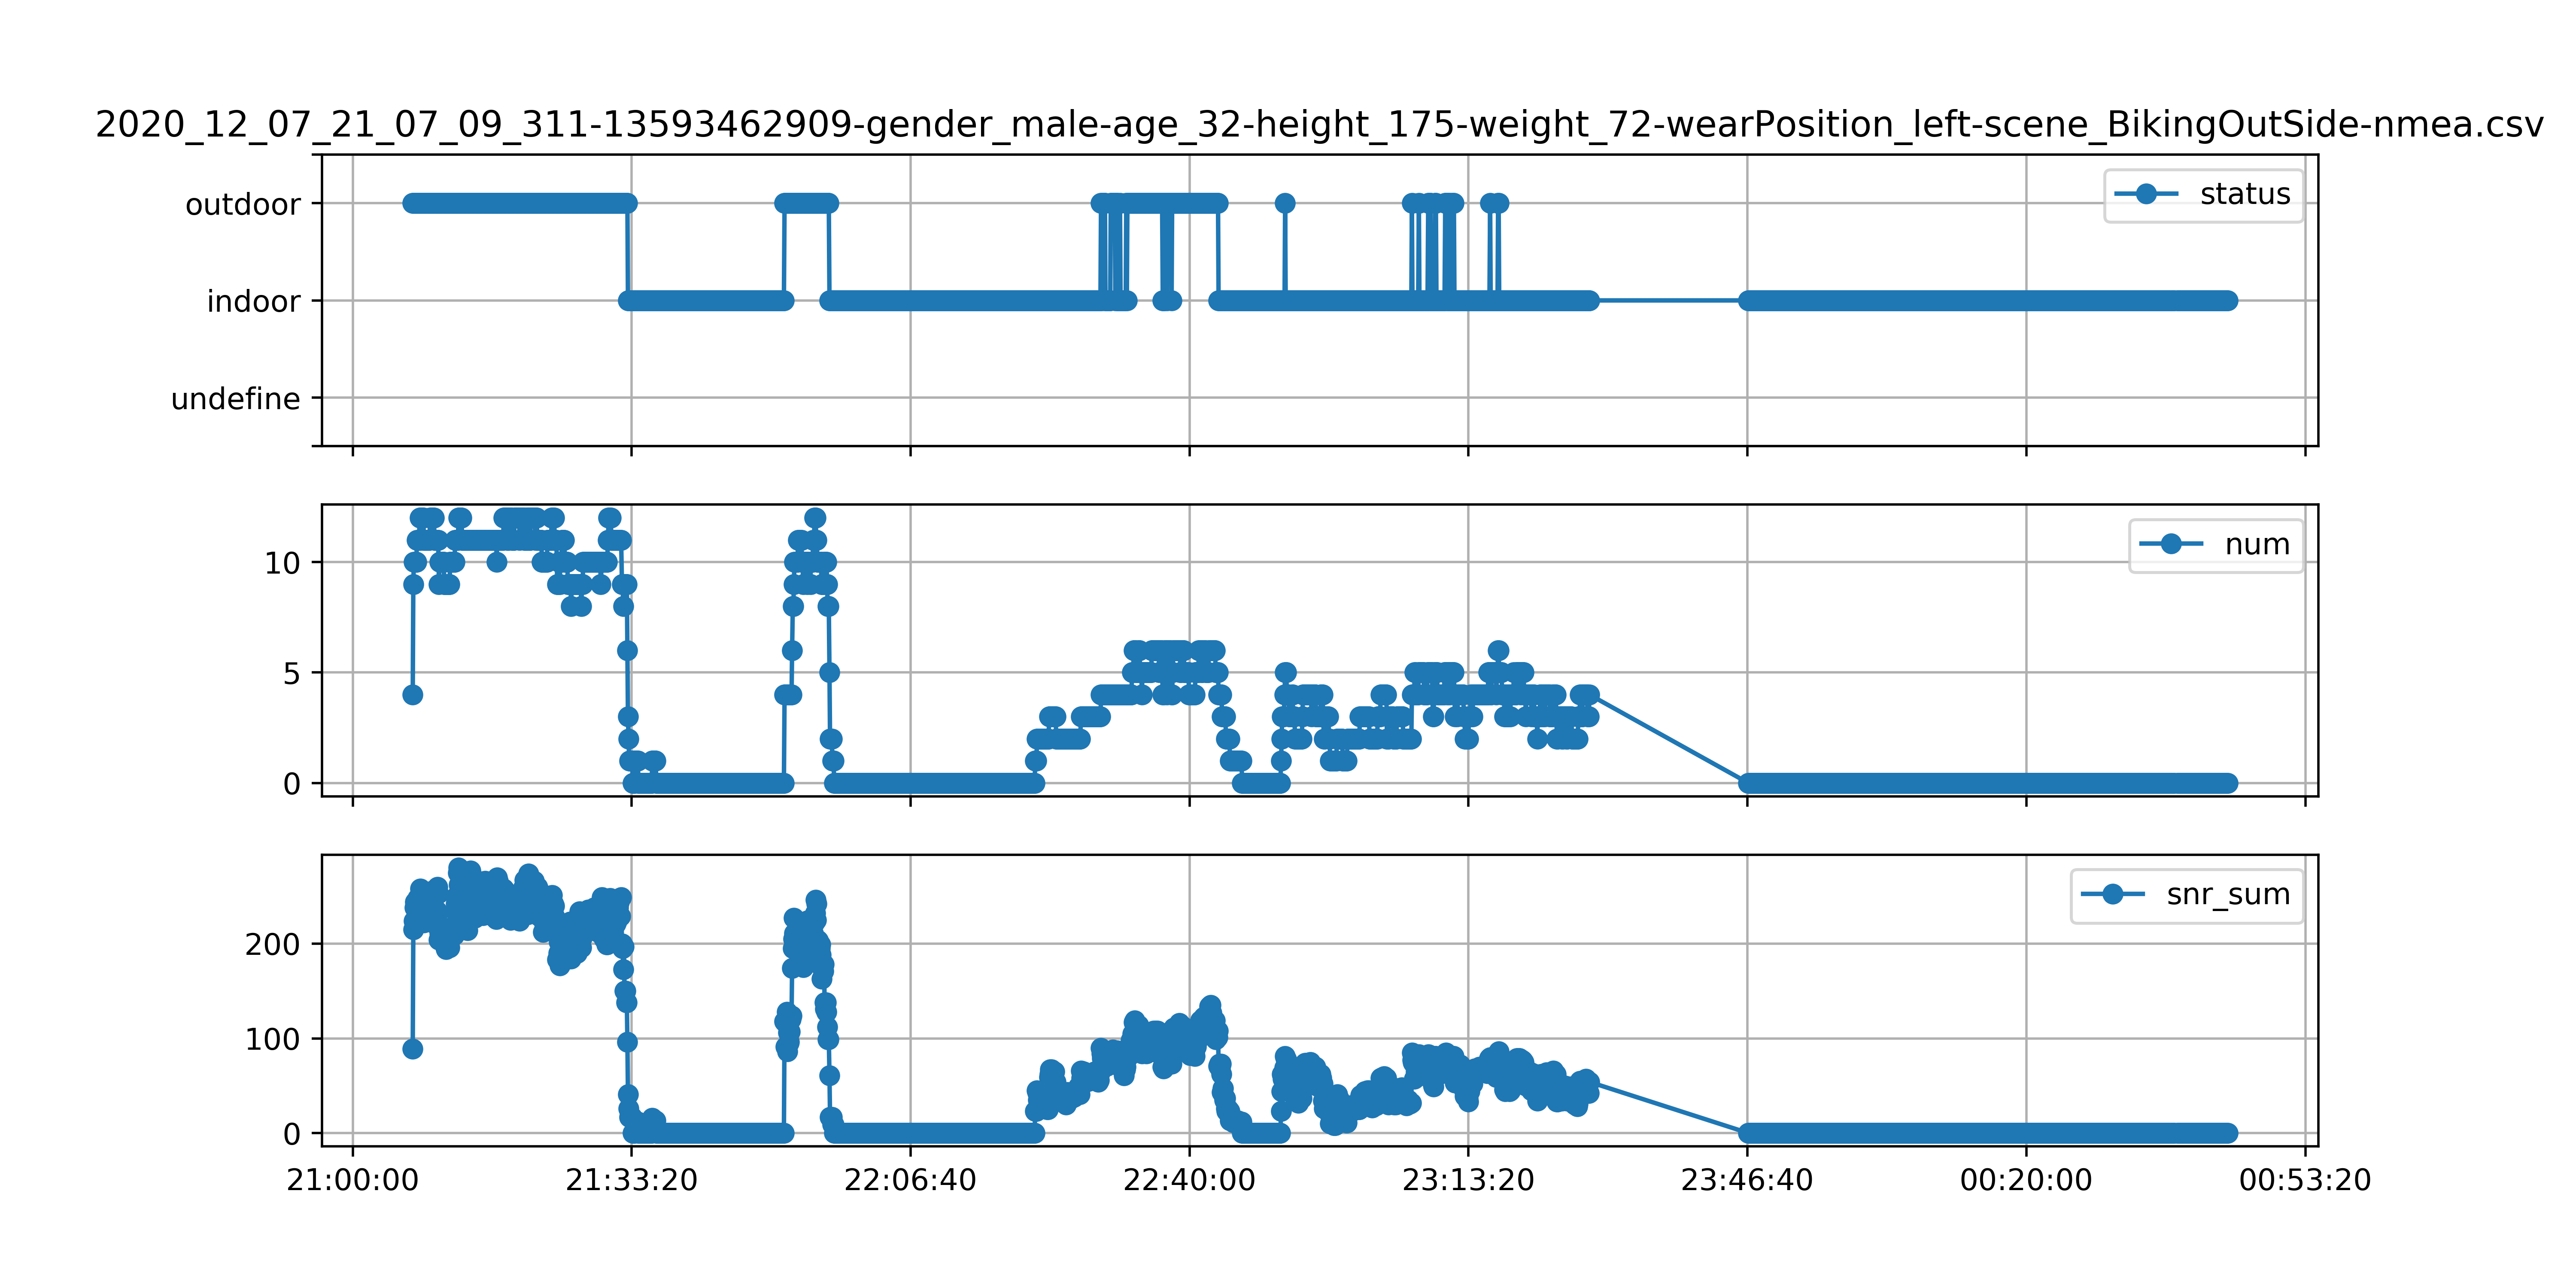 2020_12_07_21_07_09_311-13593462909-gender_male-age_32-height_175-weight_72-wearPosition_left-scene_BikingOutSide-nmea.csv
outdoor
indoor
undefine
status
10
5
0
num
200
100
0
snr_sum
21:00:00 21:33:20 22:06:40 22:40:00 23:13:20 23:46:40 00:20:00 00:53:20